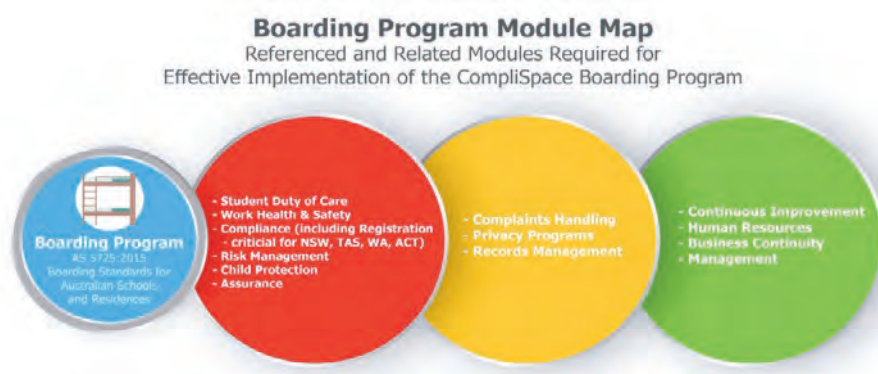 Boarding Program Module Map
Referenced and Related Modules Required for
Effective Implementation of the CompliSpace Boarding Program
Boarding Program
AS 5725:2015
Boarding Standards for
Australian Schools
and Residences
- Student Duty of Care
- Work Health & Safety
- Compliance (including Registration
- criticial for NSW, TAS, WA, ACT)
- Risk Management
- Child Protection
- Assurance
- Complaints Handling
- Privacy Programs
- Records Management
- Continuous Improvement
- Human Resources
- Business Continuity
- Management